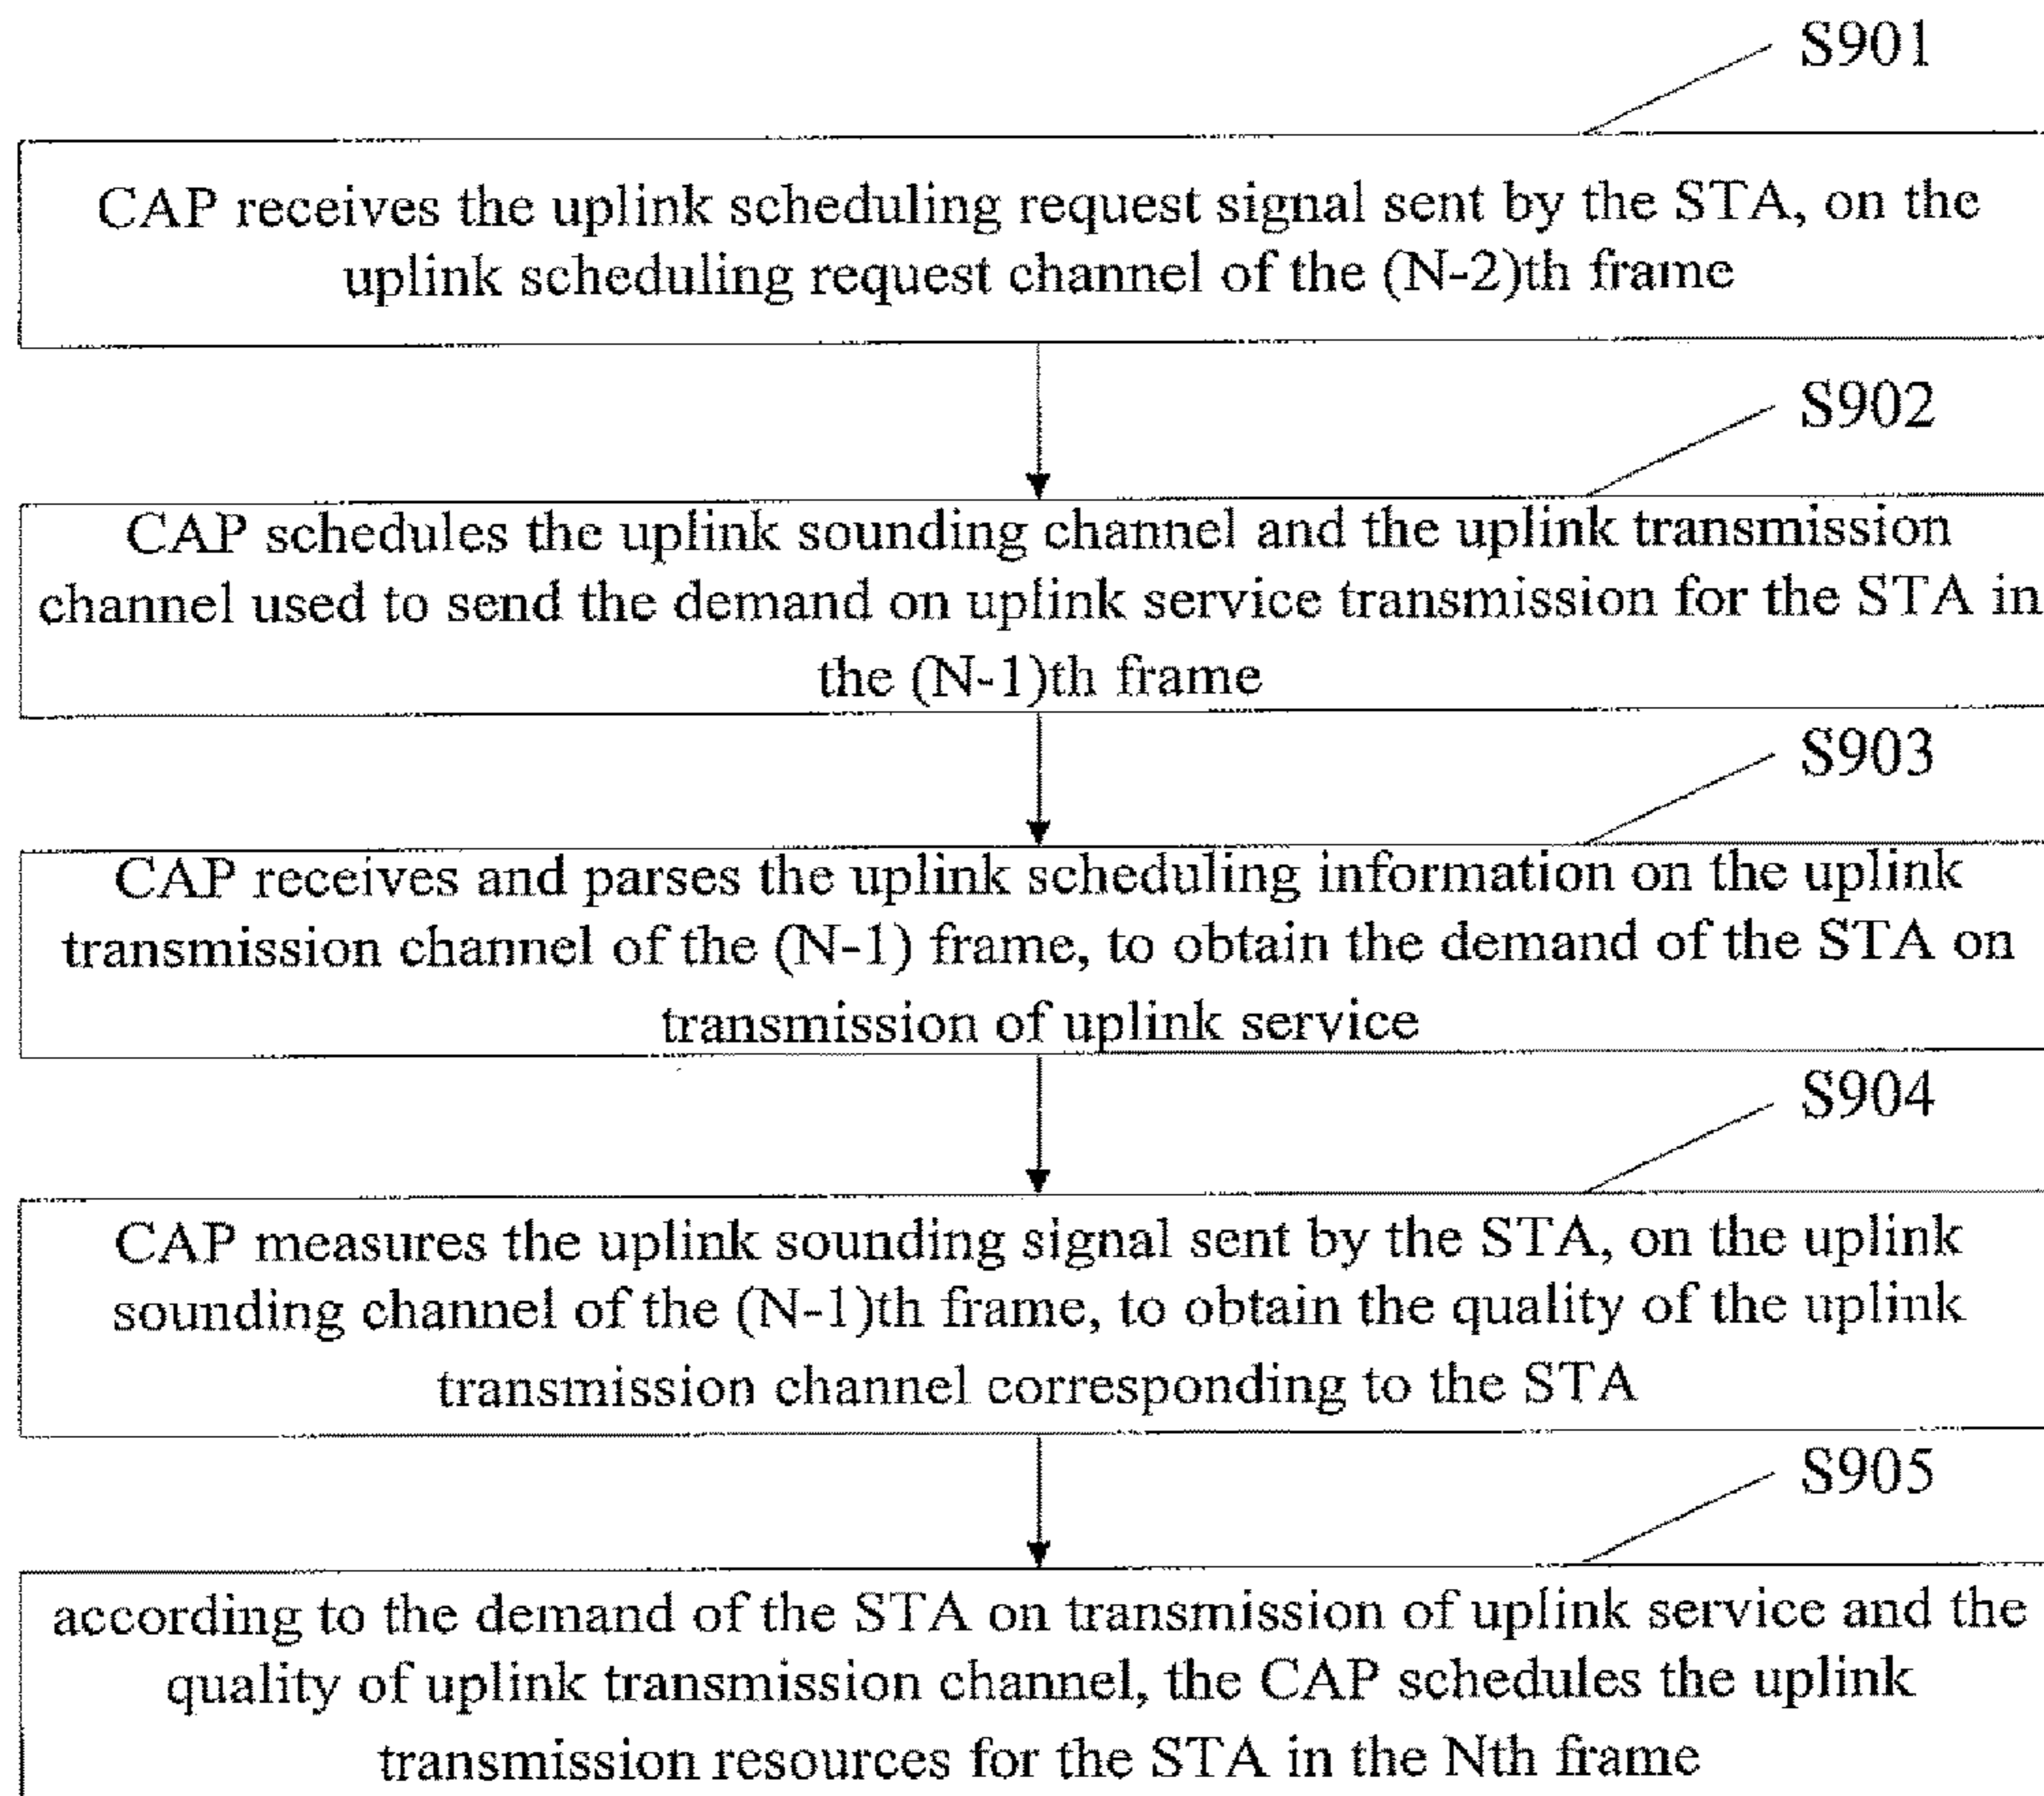 S901
CAP receives the uplink scheduling request signal sent by the STA, on the
uplink scheduling request channel of the (N-2)th frame
S902
CAP schedules the uplink sounding channel and the uplink transmission
channel used to send the demand on uplink service transmission for the STA in
the (N-1)th frame
S903
CAP receives and parses the uplink scheduling information on the uplink
transmission channel of the (N-1) frame, to obtain the demand of the STA on
transmission of uplink service
S904
CAP measures the uplink sounding signal sent by the STA, on the uplink
sounding channel of the (N-1)th frame, to obtain the quality of the uplink
transmission channel corresponding to the STA
S905
according to the demand of the STA on transmission of uplink service and the
quality of uplink transmission channel, the CAP schedules the uplink
transmission resources for the STA in the Nth frame